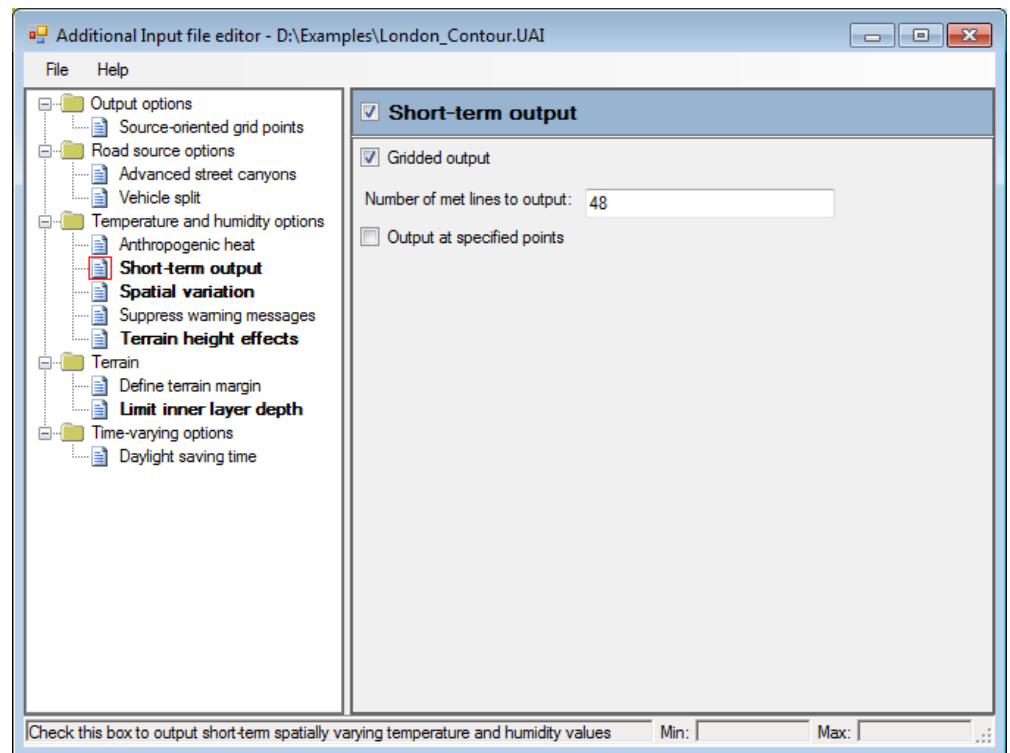 Additional Input file editor - D:\Examples\London_Contour.UAI
File Help
Output options
Source-oriented grid points
Road source options
Advanced street canyons
Vehicle split
Temperature and humidity options
Anthropogenic heat
Short-term output
Spatial variation
Suppress warning messages
Terrain height effects
Terrain
Define terrain margin
Limit inner layer depth
Time-varying options
Daylight saving time
Short-term output
Gridded output
Number of met lines to output: 48
Output at specified points
Check this box to output short-term spatially varying temperature and humidity values Min: Max: